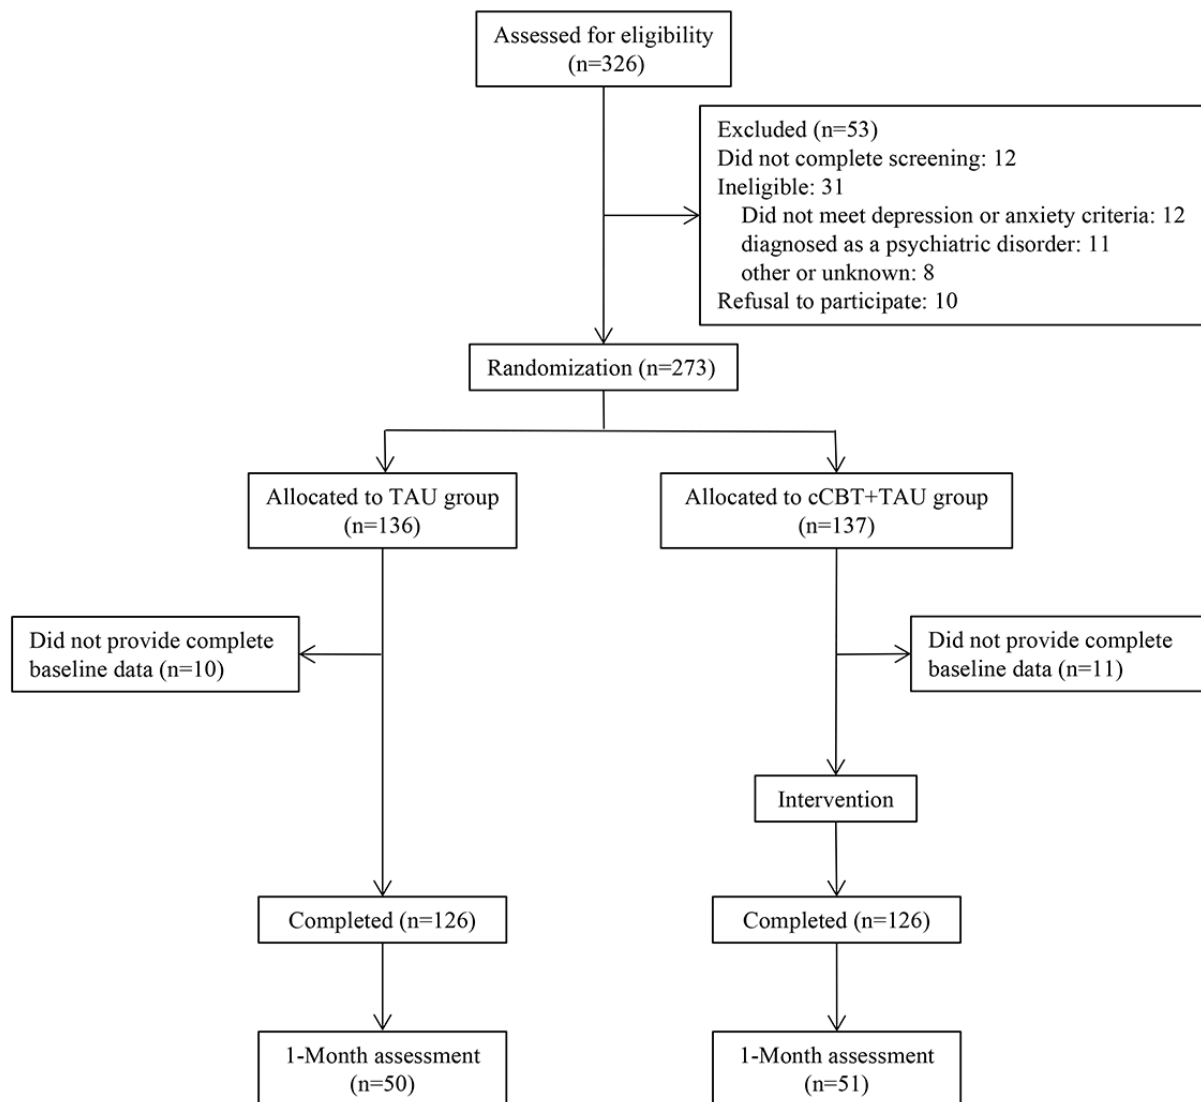 Assessed for eligibility
(n=326)
Excluded (n=53)
Did not complete screening: 12
Ineligible: 31
Did not meet depression or anxiety criteria: 12
diagnosed as a psychiatric disorder: 11
other or unknown: 8
Refusal to participate: 10
Randomization (n=273)
Allocated to TAU group
(n=136)
Allocated to cCBT+TAU group
(n=137)
Did not provide complete
baseline data (n=10)
Did not provide complete
baseline data (n=11)
Intervention
Completed (n=126)
Completed (n=126)
1-Month assessment
(n=50)
1-Month assessment
(n=51)